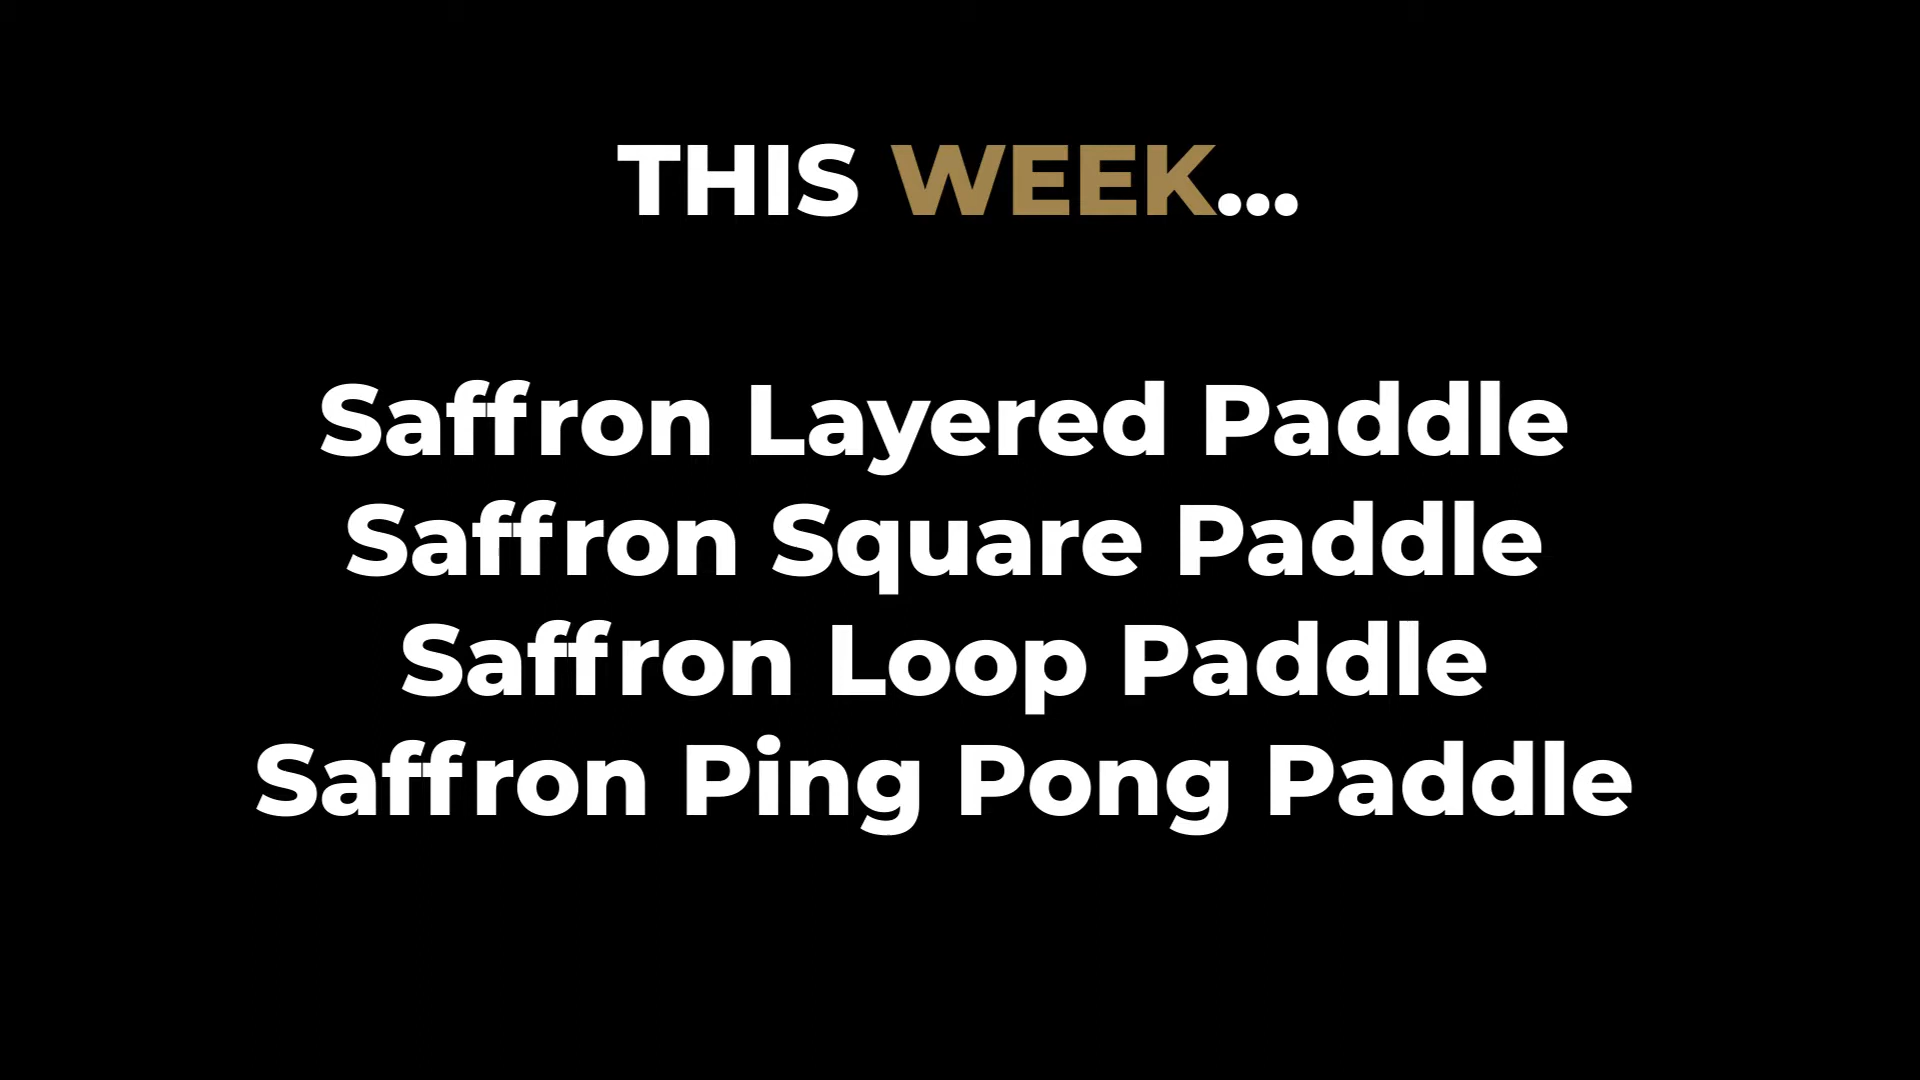 THIS WEEK...
Saffron Layered Paddle
Saffron Square Paddle
Saffron Loop Paddle
Saffron Ping Pong Paddle